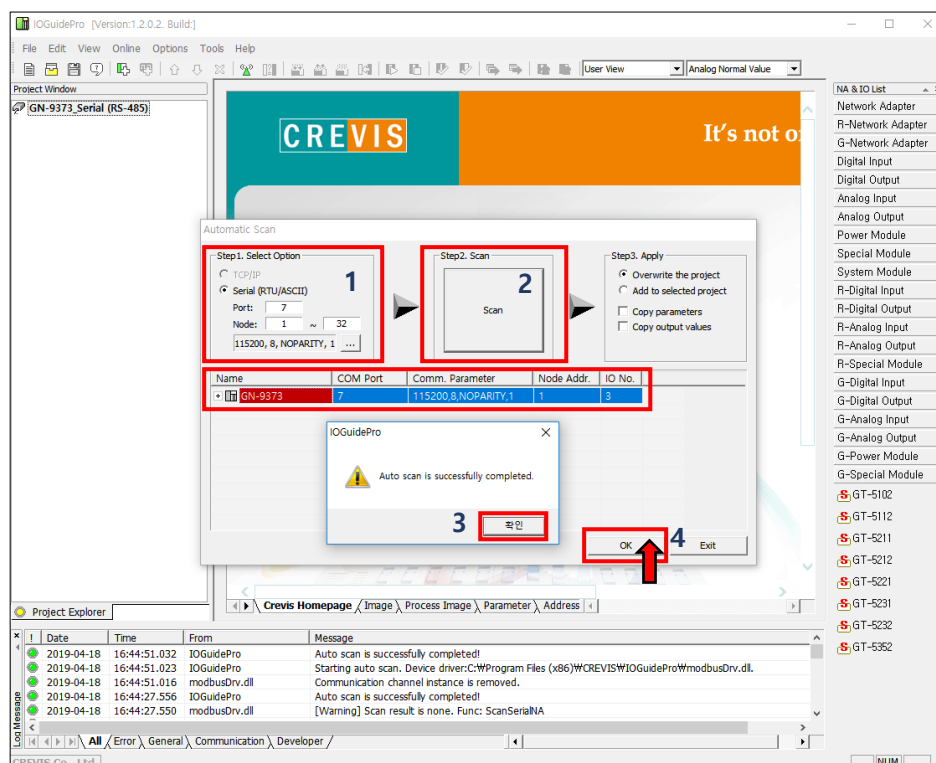 IOGuidePro [Version:1.2.0.2. Build:]
File Edit View Online Options Tools Help
User View Analog Normal Value
Project Window
GN-9373_Serial (RS-485)
CREVIS
It's not o
Automatic Scan
Step1. Select Option
1
TCP/IP
Serial (RTU/ASCII)
Port: 7
Node: 1 ~ 32
115200, 8, NOPARITY, 1 ...
Step2. Scan
2
Scan
Step3. Apply
Overwrite the project
Add to selected project
Copy parameters
Copy output values
Name COM Port Comm. Parameter Node Addr. IO No.
GN-9373 7 115200,8,NOPARITY,1 1 3
IOGuidePro
Auto scan is successfully completed.
3 확인
OK 4 Exit
Crevis Homepage Image Process Image Parameter Address
Project Explorer
NA & IO List
Network Adapter
R-Network Adapter
G-Network Adapter
Digital Input
Digital Output
Analog Input
Analog Output
Power Module
Special Module
System Module
R-Digital Input
R-Digital Output
R-Analog Input
R-Analog Output
R-Special Module
G-Digital Input
G-Digital Output
G-Analog Input
G-Analog Output
G-Power Module
G-Special Module
GT-5102
GT-5112
GT-5211
GT-5212
GT-5221
GT-5231
GT-5232
GT-5352
! Date Time From Message
2019-04-18 16:44:51.032 IOGuidePro Auto scan is successfully completed!
2019-04-18 16:44:51.023 IOGuidePro Starting auto scan. Device driver:C:₩Program Files (x86)₩CREVIS₩IOGuidePro₩modbusDrv.dll.
2019-04-18 16:44:51.016 modbusDrv.dll Communication channel instance is removed.
2019-04-18 16:44:27.556 IOGuidePro Auto scan is successfully completed!
2019-04-18 16:44:27.550 modbusDrv.dll [Warning] Scan result is none. Func: ScanSerialNA
Log Message
All Error General Communication Developer
CREVIS Co., Ltd
NUM